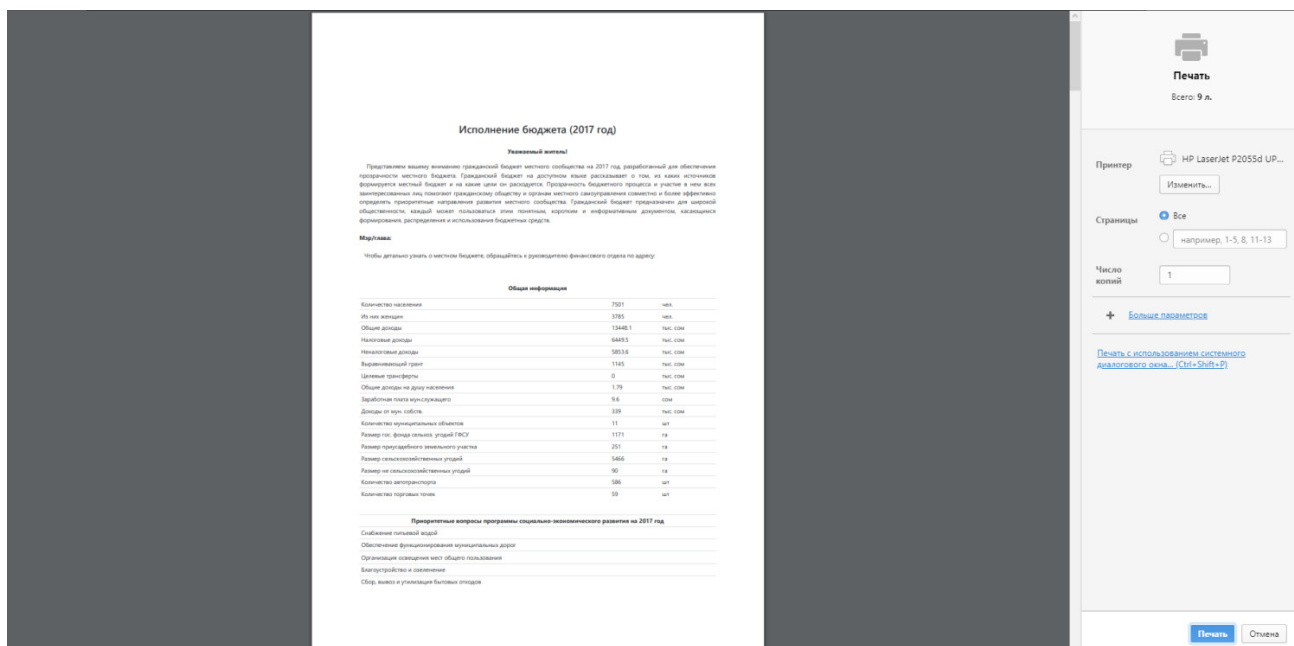 Исполнение бюджета (2017 год)
Уважаемый житель!
Представляем вашему вниманию гражданский бюджет местного сообщества на 2017 год, разработанный для обеспечения
прозрачности местного бюджета. Гражданский бюджет на доступном языке рассказывает о том, из каких источников
формируется местный бюджет и на какие цели он расходуется. Прозрачность бюджетного процесса и участие в нем всех
заинтересованных лиц помогают гражданскому обществу и органам местного самоуправления совместно и более эффективно
определять приоритетные направления развития местного сообщества. Гражданский бюджет предназначен для широкой
общественности, каждый может пользоваться этим понятным, коротким и информативным документом, касающимся
формирования, распределения и использования бюджетных средств.
Мэр/глава:
Чтобы детально узнать о местном бюджете, обращайтесь к руководителю финансового отдела по адресу:
Общая информация
Количество населения 7501 чел.
Из них женщин 3785 чел.
Общие доходы 13448.1 тыс. сом
Налоговые доходы 6449.5 тыс. сом
Неналоговые доходы 5853.6 тыс. сом
Выравнивающий грант 1145 тыс. сом
Целевые трансферты 0 тыс. сом
Общие доходы на душу населения 1.79 тыс. сом
Заработная плата мун.служащего 9.6 сом
Доходы от мун. собств. 339 тыс. сом
Количество муниципальных объектов 11 шт
Размер гос. фонда сельхоз. угодий ГФСУ 1171 га
Размер приусадебного земельного участка 251 га
Размер сельскохозяйственных угодий 5466 га
Размер не сельскохозяйственных угодий 90 га
Количество автотранспорта 586 шт
Количество торговых точек 59 шт
Приоритетные вопросы программы социально-экономического развития на 2017 год
Снабжение питьевой водой
Обеспечение функционирования муниципальных дорог
Организация освещения мест общего пользования
Благоустройство и озеленение
Сбор, вывоз и утилизация бытовых отходов
Печать
Всего: 9 л.
Принтер HP LaserJet P2055d UP...
Изменить...
Страницы Все
например, 1-5, 8, 11-13
Число
копий 1
+ Больше параметров
Печать с использованием системного
диалогового окна... (Ctrl+Shift+P)
Печать Отмена